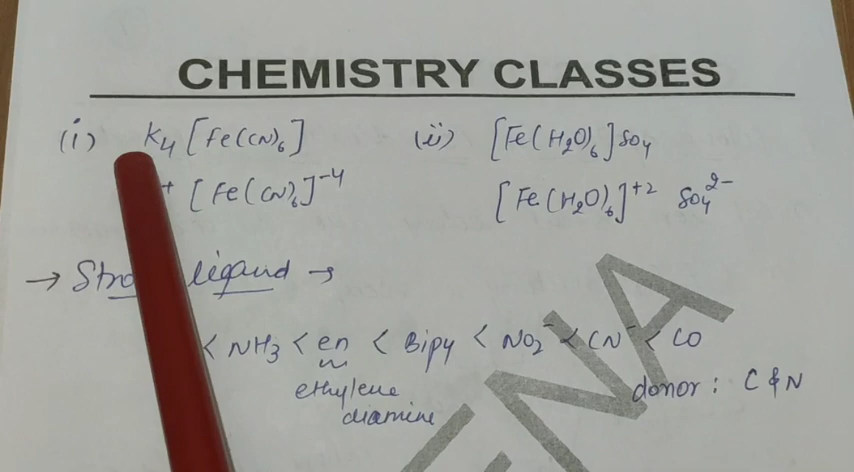 CHEMISTRY CLASSES
(i) K4 [Fe(CN)6] (ii) [Fe(H2O)6]SO4
+ [Fe(CN)6]-4 [Fe(H2O)6]+2 SO4 2-
→ ligand →
< NH3 < en < Bipy < NO2- < CN- < CO
ethylene donor : C & N
diamine